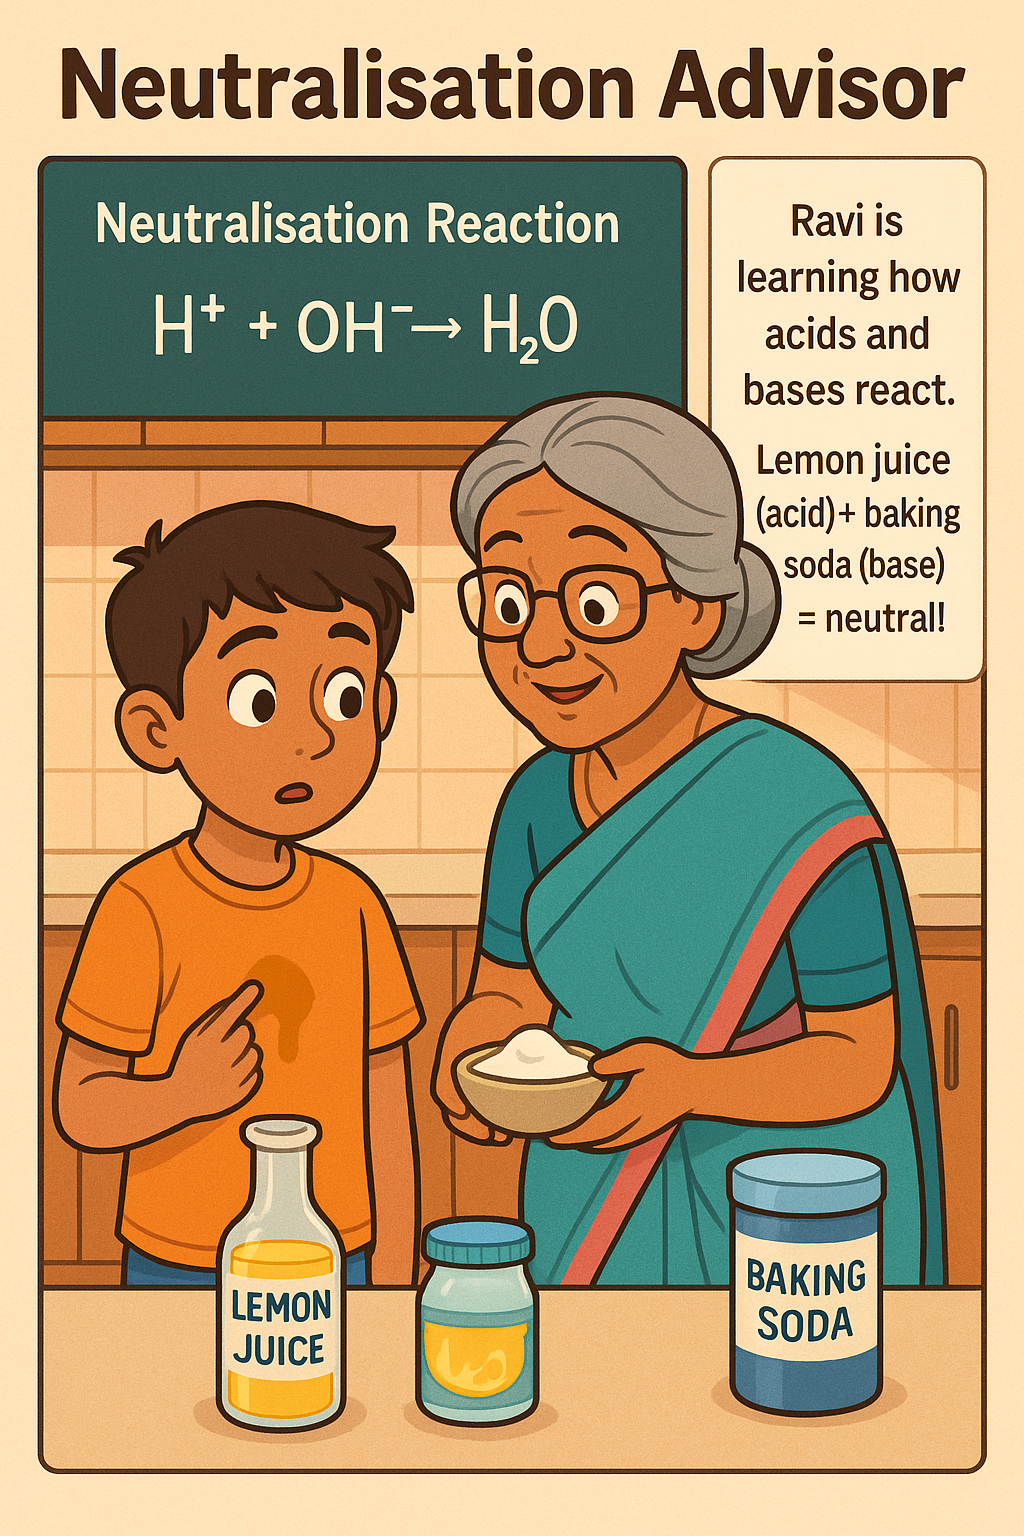 Neutralisation Advisor
Neutralisation Reaction
H⁺ + OH⁻→ H₂O
Ravi is
learning how
acids and
bases react.
Lemon juice
(acid)+ baking
soda (base)
= neutral!
LEMON
JUICE
BAKING
SODA